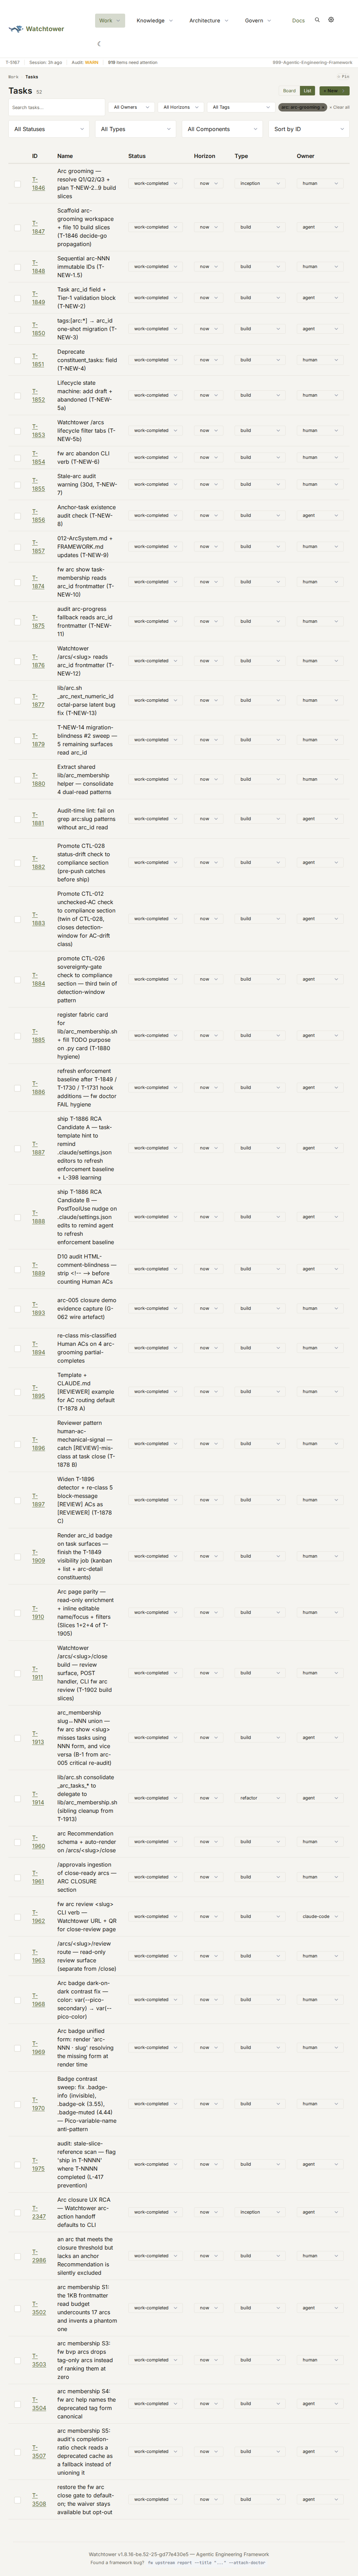 Watchtower
Work
Knowledge
Architecture
Govern
Docs
T-5167
Session: 3h ago
Audit: WARN
818 items need attention
999-Agentic-Engineering-Framework
Work / Tasks
Pin
Tasks 52
Board List
+ New
Search tasks...
All Owners
All Horizons
All Tags
arc: arc-grooming ×
× Clear all
All Statuses
All Types
All Components
Sort by ID
ID Name Status Horizon Type Owner
T-1846 Arc grooming — resolve Q1/Q2/Q3 + plan T-NEW-2..9 build slices work-completed now inception human
T-1847 Scaffold arc-grooming workspace + file 10 build slices (T-1846 decide-go propagation) work-completed now build agent
T-1848 Sequential arc-NNN immutable IDs (T-NEW-1.5) work-completed now build human
T-1849 Task arc_id field + Tier-1 validation block (T-NEW-2) work-completed now build agent
T-1850 tags:[arc:*] → arc_id one-shot migration (T-NEW-3) work-completed now build agent
T-1851 Deprecate constituent_tasks: field (T-NEW-4) work-completed now build human
T-1852 Lifecycle state machine: add draft + abandoned (T-NEW-5a) work-completed now build human
T-1853 Watchtower /arcs lifecycle filter tabs (T-NEW-5b) work-completed now build human
T-1854 fw arc abandon CLI verb (T-NEW-6) work-completed now build human
T-1855 Stale-arc audit warning (30d, T-NEW-7) work-completed now build human
T-1856 Anchor-task existence audit check (T-NEW-8) work-completed now build agent
T-1857 012-ArcSystem.md + FRAMEWORK.md updates (T-NEW-9) work-completed now build human
T-1874 fw arc show task-membership reads arc_id frontmatter (T-NEW-10) work-completed now build human
T-1875 audit arc-progress fallback reads arc_id frontmatter (T-NEW-11) work-completed now build human
T-1876 Watchtower /arcs/<slug> reads arc_id frontmatter (T-NEW-12) work-completed now build human
T-1877 lib/arc.sh _arc_next_numeric_id octal-parse latent bug fix (T-NEW-13) work-completed now build human
T-1879 T-NEW-14 migration-blindness #2 sweep — 5 remaining surfaces read arc_id work-completed now build human
T-1880 Extract shared lib/arc_membership helper — consolidate 4 dual-read patterns work-completed now build human
T-1881 Audit-time lint: fail on grep arc:slug patterns without arc_id read work-completed now build agent
T-1882 Promote CTL-028 status-drift check to compliance section (pre-push catches before ship) work-completed now build agent
T-1883 Promote CTL-012 unchecked-AC check to compliance section (twin of CTL-028, closes detection-window for AC-drift class) work-completed now build agent
T-1884 promote CTL-026 sovereignty-gate check to compliance section — third twin of detection-window pattern work-completed now build agent
T-1885 register fabric card for lib/arc_membership.sh + fill TODO purpose on .py card (T-1880 hygiene) work-completed now build agent
T-1886 refresh enforcement baseline after T-1849 / T-1730 / T-1731 hook additions — fw doctor FAIL hygiene work-completed now build agent
T-1887 ship T-1886 RCA Candidate A — task-template hint to remind .claude/settings.json editors to refresh enforcement baseline + L-398 learning work-completed now build agent
T-1888 ship T-1886 RCA Candidate B — PostToolUse nudge on .claude/settings.json edits to remind agent to refresh enforcement baseline work-completed now build agent
T-1889 D10 audit HTML-comment-blindness — strip <!-- --> before counting Human ACs work-completed now build agent
T-1893 arc-005 closure demo evidence capture (G-062 wire artefact) work-completed now build human
T-1894 re-class mis-classified Human ACs on 4 arc-grooming partial-completes work-completed now build human
T-1895 Template + CLAUDE.md [REVIEWER] example for AC routing default (T-1878 A) work-completed now build human
T-1896 Reviewer pattern human-ac-mechanical-signal — catch [REVIEW]-mis-class at task close (T-1878 B) work-completed now build human
T-1897 Widen T-1896 detector + re-class 5 block-message [REVIEW] ACs as [REVIEWER] (T-1878 C) work-completed now build human
T-1909 Render arc_id badge on task surfaces — finish the T-1849 visibility job (kanban + list + arc-detail constituents) work-completed now build human
T-1910 Arc page parity — read-only enrichment + inline editable name/focus + filters (Slices 1+2+4 of T-1905) work-completed now build human
T-1911 Watchtower /arcs/<slug>/close build — review surface, POST handler, CLI fw arc review (T-1902 build slices) work-completed now build human
T-1913 arc_membership slug↔NNN union — fw arc show <slug> misses tasks using NNN form, and vice versa (B-1 from arc-005 critical re-audit) work-completed now build agent
T-1914 lib/arc.sh consolidate _arc_tasks_* to delegate to lib/arc_membership.sh (sibling cleanup from T-1913) work-completed now refactor agent
T-1960 arc Recommendation schema + auto-render on /arcs/<slug>/close work-completed now build human
T-1961 /approvals ingestion of close-ready arcs — ARC CLOSURE section work-completed now build human
T-1962 fw arc review <slug> CLI verb — Watchtower URL + QR for close-review page work-completed now build claude-code
T-1963 /arcs/<slug>/review route — read-only review surface (separate from /close) work-completed now build human
T-1968 Arc badge dark-on-dark contrast fix — color: var(--pico-secondary) → var(--pico-color) work-completed now build human
T-1969 Arc badge unified form: render 'arc-NNN · slug' resolving the missing form at render time work-completed now build human
T-1970 Badge contrast sweep: fix .badge-info (invisible), .badge-ok (3.55), .badge-muted (4.44) — Pico-variable-name anti-pattern work-completed now build human
T-1975 audit: stale-slice-reference scan — flag 'ship in T-NNNN' where T-NNNN completed (L-417 prevention) work-completed now build agent
T-2347 Arc closure UX RCA — Watchtower arc-action handoff defaults to CLI work-completed now inception agent
T-2986 an arc that meets the closure threshold but lacks an anchor Recommendation is silently excluded work-completed now build human
T-3502 arc membership S1: the 1KB frontmatter read budget undercounts 17 arcs and invents a phantom one work-completed now build agent
T-3503 arc membership S3: fw bvp arcs drops tag-only arcs instead of ranking them at zero work-completed now build human
T-3504 arc membership S4: fw arc help names the deprecated tag form canonical work-completed now build agent
T-3507 arc membership S5: audit's completion-ratio check reads a deprecated cache as a fallback instead of unioning it work-completed now build agent
T-3508 restore the fw arc close gate to default-on; the waiver stays available but opt-out work-completed now build agent
Watchtower v1.6.16-be.52-25-gd77e430e5 — Agentic Engineering Framework
Found a framework bug? fw upstream report --title "..." --attach-doctor